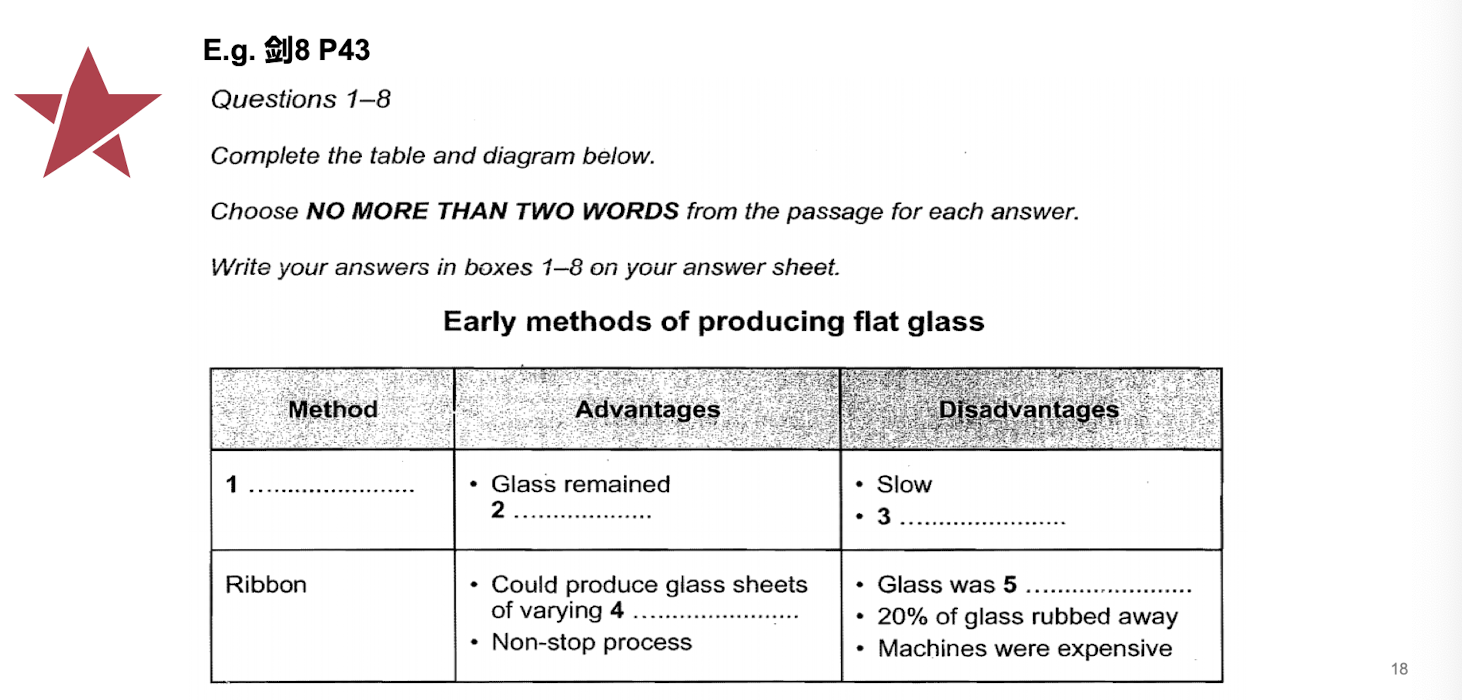 E.g. 剑8 P43
Questions 1–8
Complete the table and diagram below.
Choose NO MORE THAN TWO WORDS from the passage for each answer.
Write your answers in boxes 1–8 on your answer sheet.
Early methods of producing flat glass
Method Advantages Disadvantages
1 ........................
• Glass remained
2 ...................
• Slow
• 3 ........................
Ribbon
• Could produce glass sheets
of varying 4 ........................
• Non-stop process
• Glass was 5 ........................
• 20% of glass rubbed away
• Machines were expensive
18